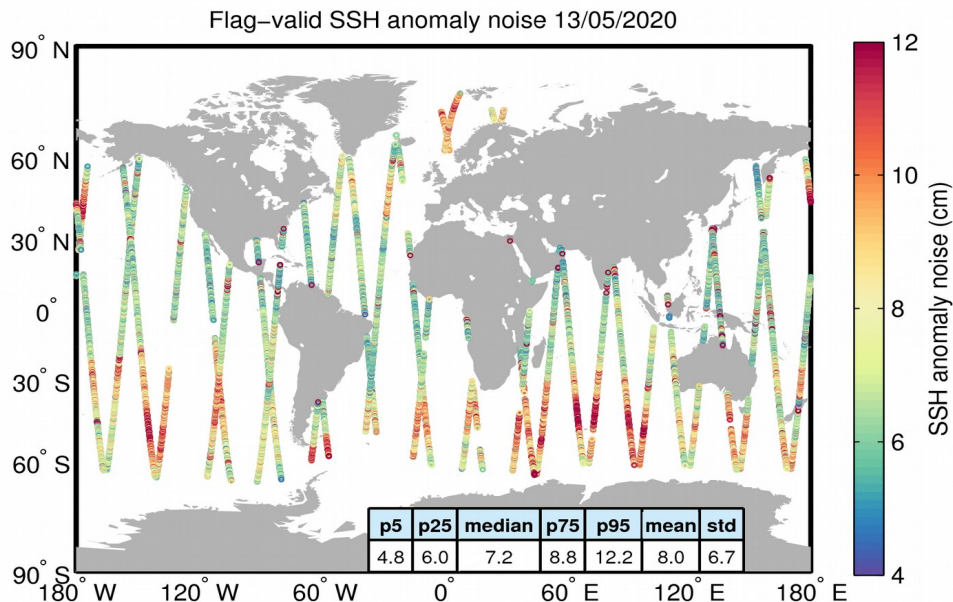 Flag−valid SSH anomaly noise 13/05/2020
90° N
60° N
30° N
0°
30° S
60° S
90° S
180° W
120° W
60° W
0°
60° E
120° E
180° E
12
10
8
6
4
SSH anomaly noise (cm)
p5 p25 median p75 p95 mean std
4.8 6.0 7.2 8.8 12.2 8.0 6.7